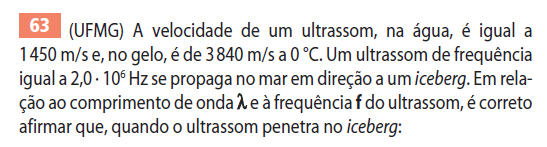 63 (UFMG) A velocidade de um ultrassom, na água, é igual a
1 450 m/s e, no gelo, é de 3 840 m/s a 0 °C. Um ultrassom de frequência
igual a 2,0 · 10⁶ Hz se propaga no mar em direção a um iceberg. Em rela-
ção ao comprimento de onda λ e à frequência f do ultrassom, é correto
afirmar que, quando o ultrassom penetra no iceberg: